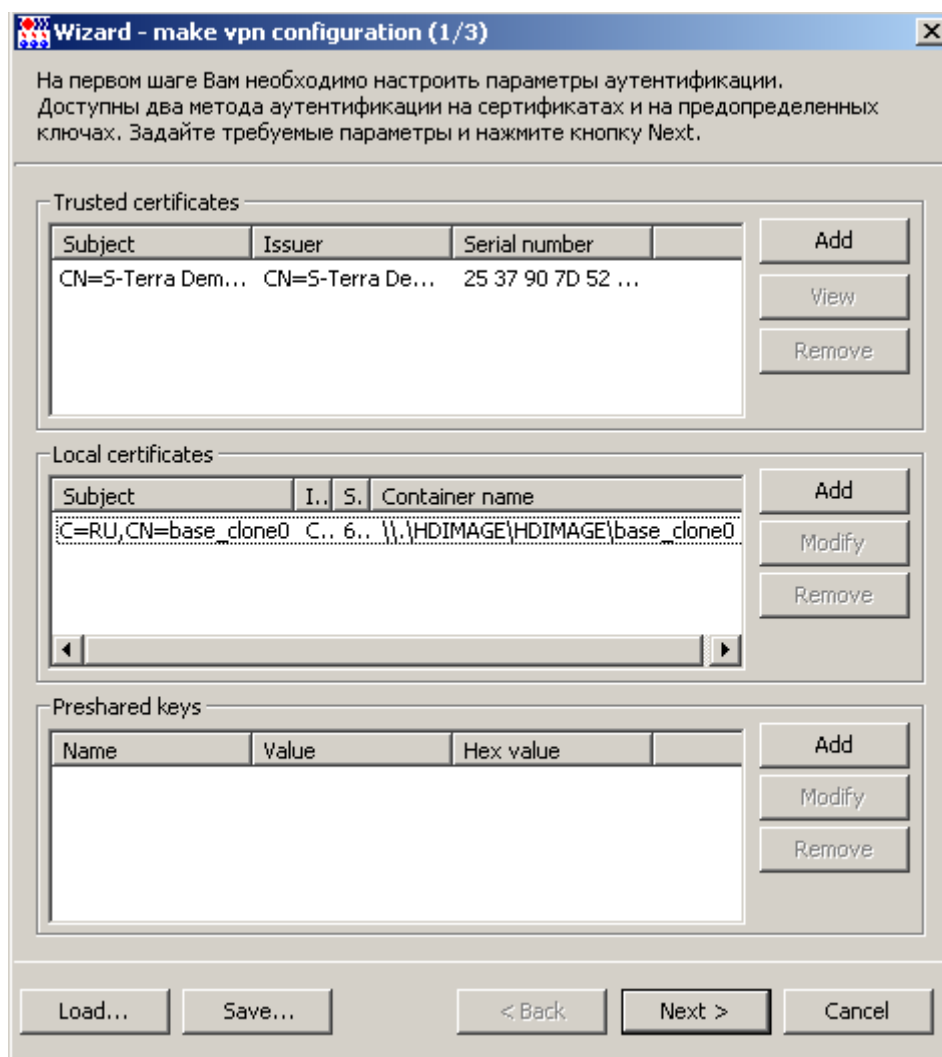 Wizard - make vpn configuration (1/3)
На первом шаге Вам необходимо настроить параметры аутентификации.
Доступны два метода аутентификации на сертификатах и на предопределенных
ключах. Задайте требуемые параметры и нажмите кнопку Next.
Trusted certificates
Subject Issuer Serial number
CN=S-Terra Dem... CN=S-Terra De... 25 37 90 7D 52 ...
Add
View
Remove
Local certificates
Subject I.. S. Container name
C=RU,CN=base_clone0 C.. 6.. \\.\HDIMAGE\HDIMAGE\base_clone0
Add
Modify
Remove
Preshared keys
Name Value Hex value
Add
Modify
Remove
Load... Save... < Back Next > Cancel